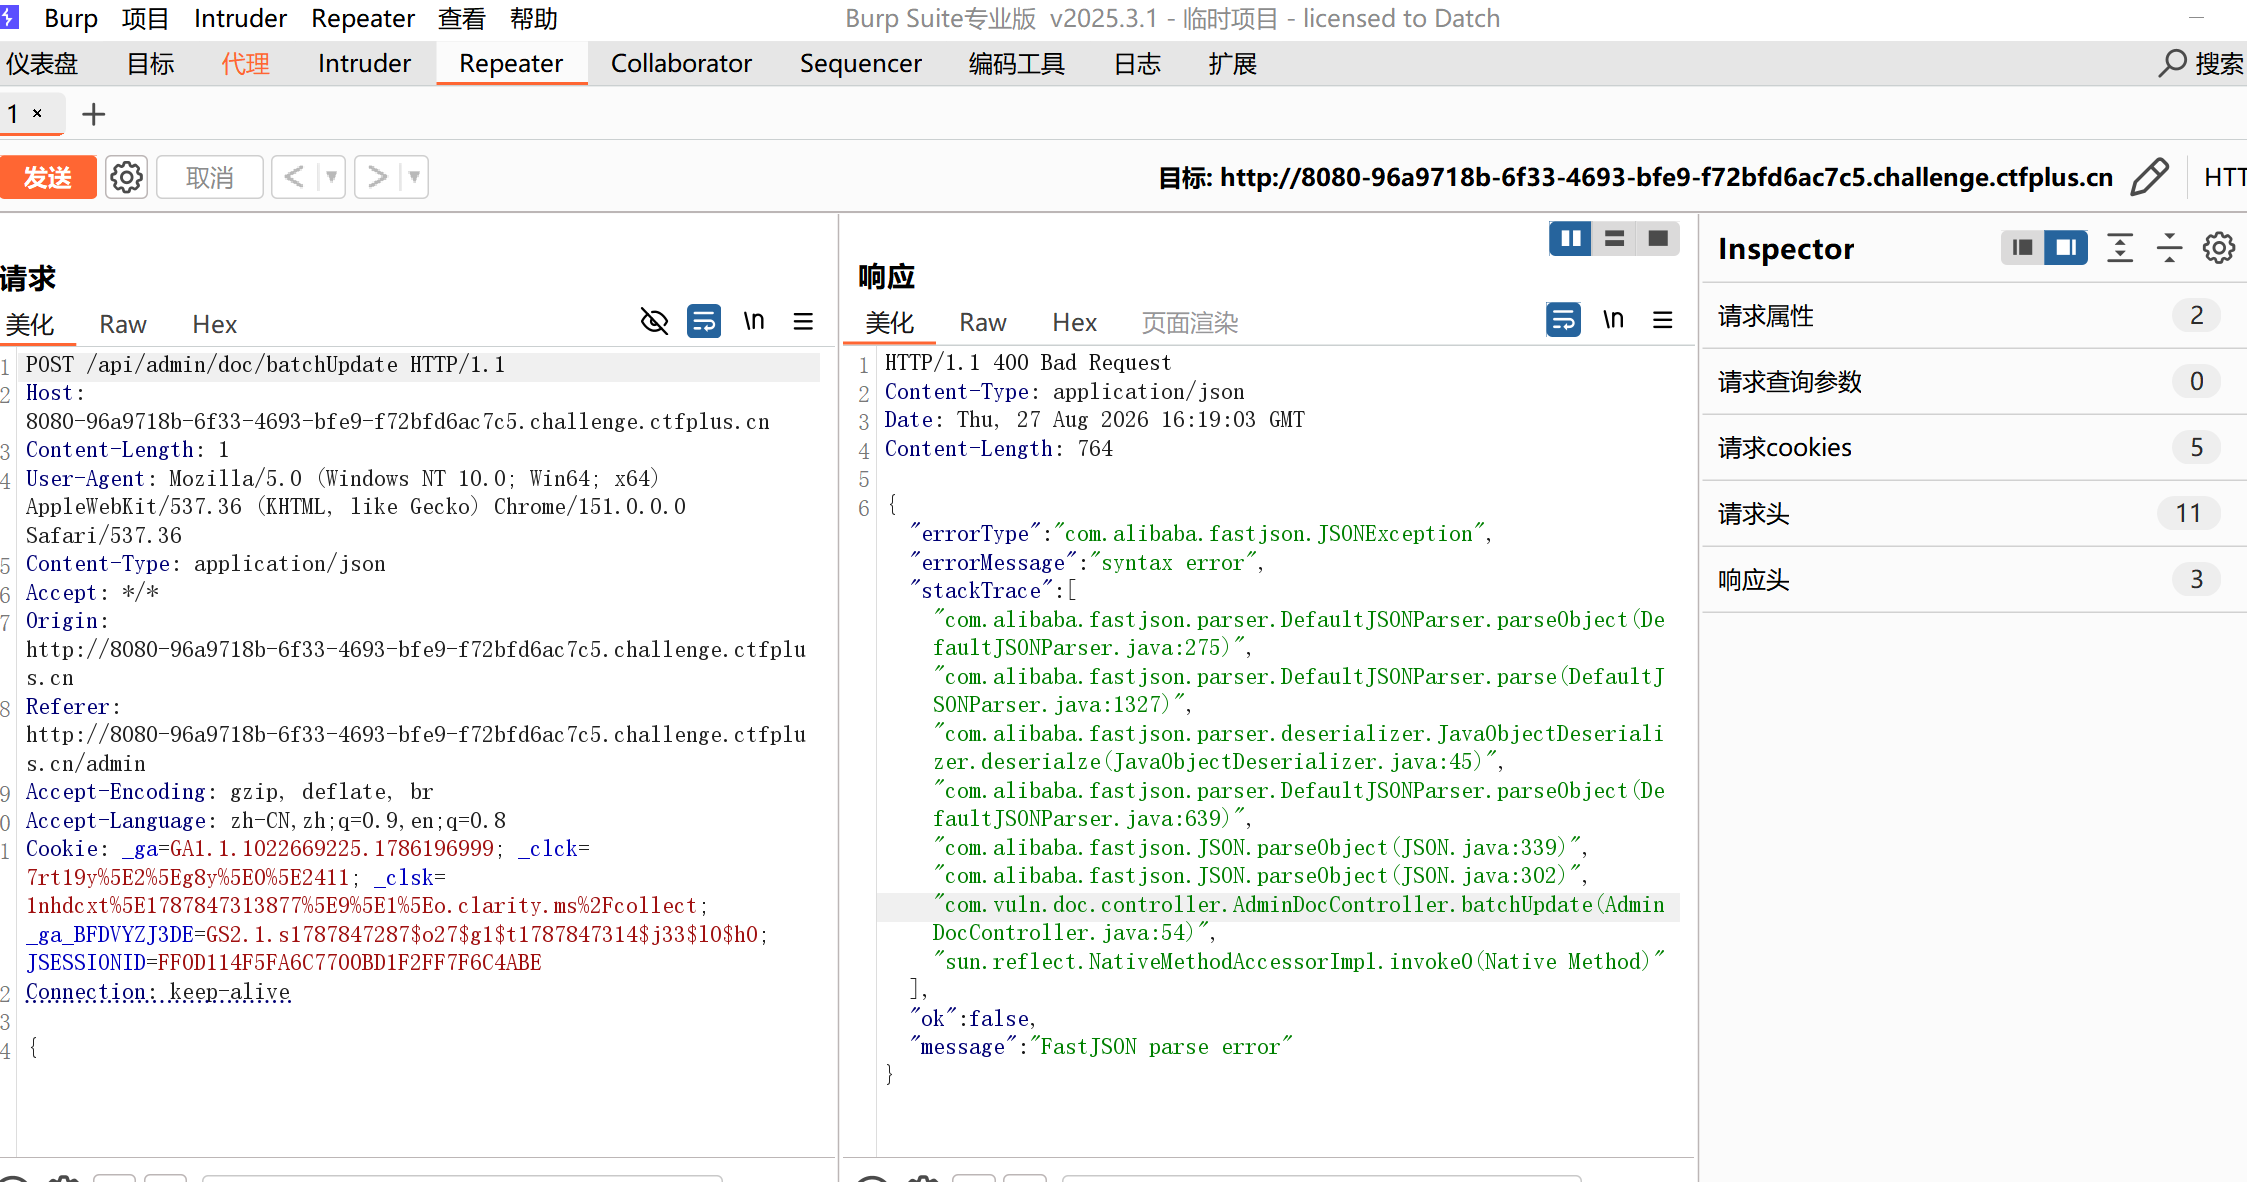 Burp 项目 Intruder Repeater 查看 帮助 Burp Suite专业版 v2025.3.1 - 临时项目 - licensed to Datch
仪表盘 目标 代理 Intruder Repeater Collaborator Sequencer 编码工具 日志 扩展 搜索
1 × +
发送 取消 < > 目标: http://8080-96a9718b-6f33-4693-bfe9-f72bfd6ac7c5.challenge.ctfplus.cn HTT
请求
美化 Raw Hex \n
1 POST /api/admin/doc/batchUpdate HTTP/1.1
2 Host:
8080-96a9718b-6f33-4693-bfe9-f72bfd6ac7c5.challenge.ctfplus.cn
3 Content-Length: 1
4 User-Agent: Mozilla/5.0 (Windows NT 10.0; Win64; x64)
AppleWebKit/537.36 (KHTML, like Gecko) Chrome/151.0.0.0
Safari/537.36
5 Content-Type: application/json
6 Accept: */*
7 Origin:
http://8080-96a9718b-6f33-4693-bfe9-f72bfd6ac7c5.challenge.ctfplu
s.cn
8 Referer:
http://8080-96a9718b-6f33-4693-bfe9-f72bfd6ac7c5.challenge.ctfplu
s.cn/admin
9 Accept-Encoding: gzip, deflate, br
0 Accept-Language: zh-CN,zh;q=0.9,en;q=0.8
1 Cookie: _ga=GA1.1.1022669225.1786196999; _clck=
7rt19y%5E2%5Eg8y%5E0%5E2411; _clsk=
1nhdcxt%5E1787847313877%5E9%5E1%5Eo.clarity.ms%2Fcollect;
_ga_BFDVYZJ3DE=GS2.1.s1787847287$o27$g1$t1787847314$j33$l0$h0;
JSESSIONID=FF0D114F5FA6C7700BD1F2FF7F6C4ABE
2 Connection: keep-alive
3
4 {
响应
美化 Raw Hex 页面渲染 \n
1 HTTP/1.1 400 Bad Request
2 Content-Type: application/json
3 Date: Thu, 27 Aug 2026 16:19:03 GMT
4 Content-Length: 764
5
6 {
"errorType":"com.alibaba.fastjson.JSONException",
"errorMessage":"syntax error",
"stackTrace":[
"com.alibaba.fastjson.parser.DefaultJSONParser.parseObject(De
faultJSONParser.java:275)",
"com.alibaba.fastjson.parser.DefaultJSONParser.parse(DefaultJ
SONParser.java:1327)",
"com.alibaba.fastjson.parser.deserializer.JavaObjectDeseriali
zer.deserialze(JavaObjectDeserializer.java:45)",
"com.alibaba.fastjson.parser.DefaultJSONParser.parseObject(De
faultJSONParser.java:639)",
"com.alibaba.fastjson.JSON.parseObject(JSON.java:339)",
"com.alibaba.fastjson.JSON.parseObject(JSON.java:302)",
"com.vuln.doc.controller.AdminDocController.batchUpdate(Admin
DocController.java:54)",
"sun.reflect.NativeMethodAccessorImpl.invoke0(Native Method)"
],
"ok":false,
"message":"FastJSON parse error"
}
Inspector
请求属性 2
请求查询参数 0
请求cookies 5
请求头 11
响应头 3